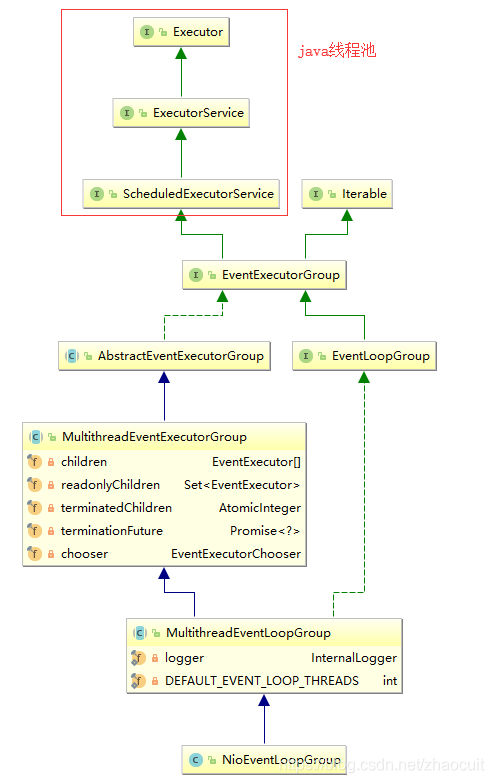 Executor
java线程池
ExecutorService
ScheduledExecutorService
Iterable
EventExecutorGroup
AbstractEventExecutorGroup
EventLoopGroup
MultithreadEventExecutorGroup
children EventExecutor[]
readonlyChildren Set<EventExecutor>
terminatedChildren AtomicInteger
terminationFuture Promise<?>
chooser EventExecutorChooser
MultithreadEventLoopGroup
logger InternalLogger
DEFAULT_EVENT_LOOP_THREADS int
NioEventLoopGroup
https://blog.csdn.net/zhaocuit